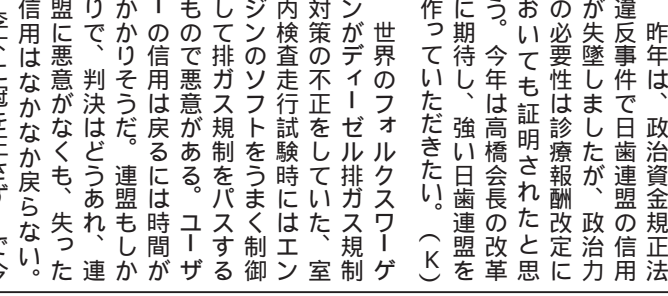 昨年は、政治資金規正法
違反事件で日歯連盟の信用
が失墜しましたが、政治力
の必要性は診療報酬改定に
おいても証明されたと思
う。今年は高橋会長の改革
に期待し、強い日歯連盟を
作っていただきたい。（K）
世界のフォルクスワーゲ
ンがディーゼル排ガス規制
対策の不正をしていた、室
内検査走行試験時にはエン
ジンのソフトをうまく制御
して排ガス規制をパスする
もので悪意がある。ユーザ
ーの信用は戻るには時間が
かかりそうだ。連盟もしか
りで、判決はどうあれ、連
盟に悪意がなくも、失った
信用はなかなか戻らない。